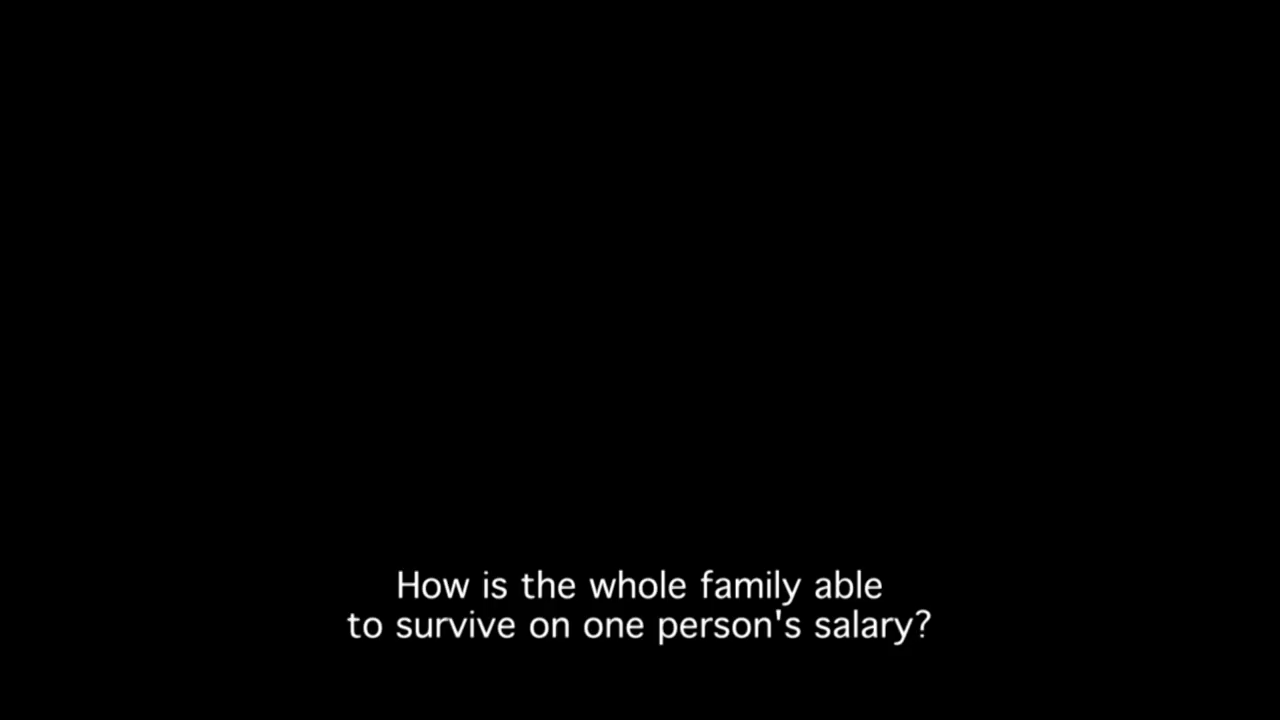 How is the whole family able
to survive on one person's salary?